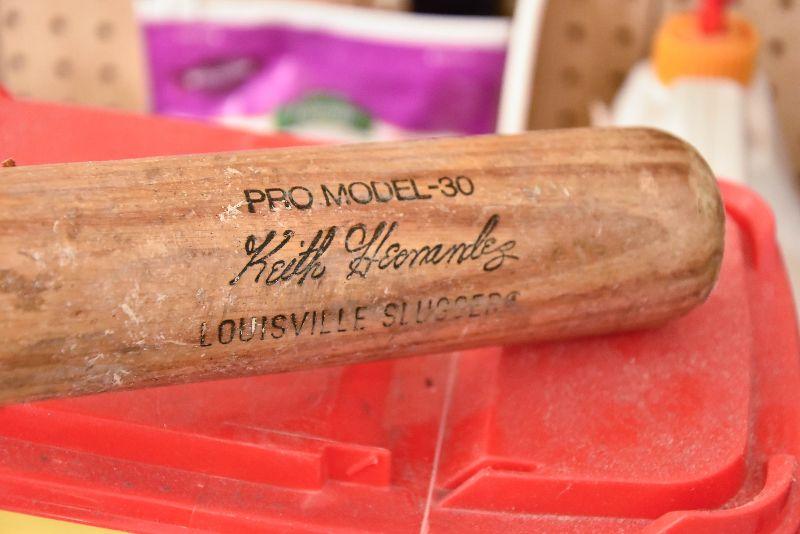 PRO MODEL-30
Keith Hernandez
LOUISVILLE SLUGGER®